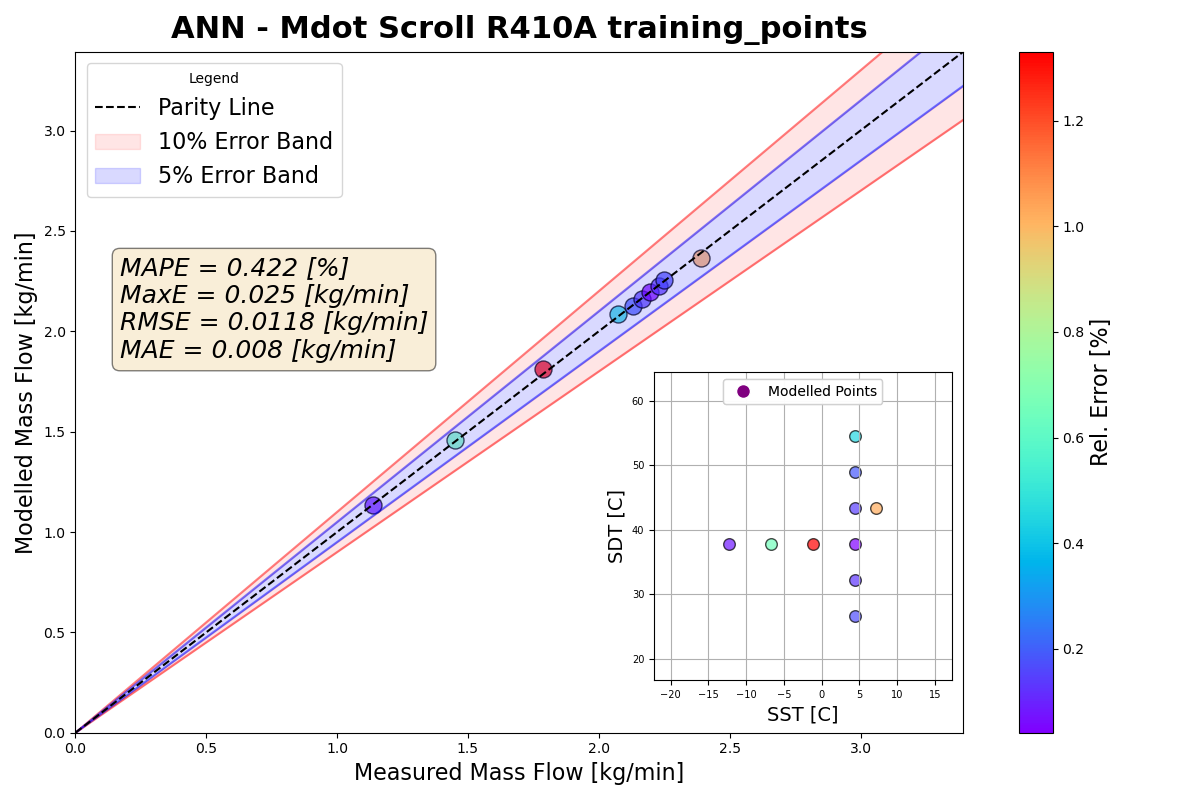 ANN - Mdot Scroll R410A training_points
Legend
Parity Line
10% Error Band
5% Error Band
MAPE = 0.422 [%]
MaxE = 0.025 [kg/min]
RMSE = 0.0118 [kg/min]
MAE = 0.008 [kg/min]
Modelled Mass Flow [kg/min]
3.0
2.5
2.0
1.5
1.0
0.5
0.0
0.0 0.5 1.0 1.5 2.0 2.5 3.0
Measured Mass Flow [kg/min]
Modelled Points
SDT [C]
60
50
40
30
20
−20 −15 −10 −5 0 5 10 15
SST [C]
1.2
1.0
0.8
0.6
0.4
0.2
Rel. Error [%]